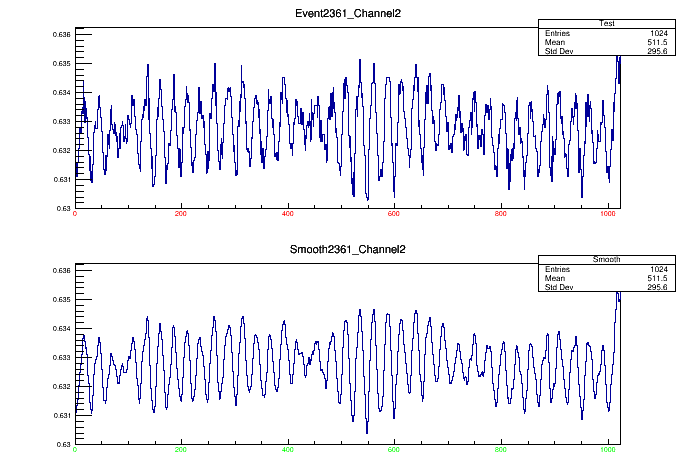 Event2361_Channel2
Test
Entries 1024
Mean 511.5
Std Dev 295.6
0.636
0.635
0.634
0.633
0.632
0.631
0.63
0 200 400 600 800 1000
Smooth2361_Channel2
Smooth
Entries 1024
Mean 511.5
Std Dev 295.6
0.636
0.635
0.634
0.633
0.632
0.631
0.63
0 200 400 600 800 1000